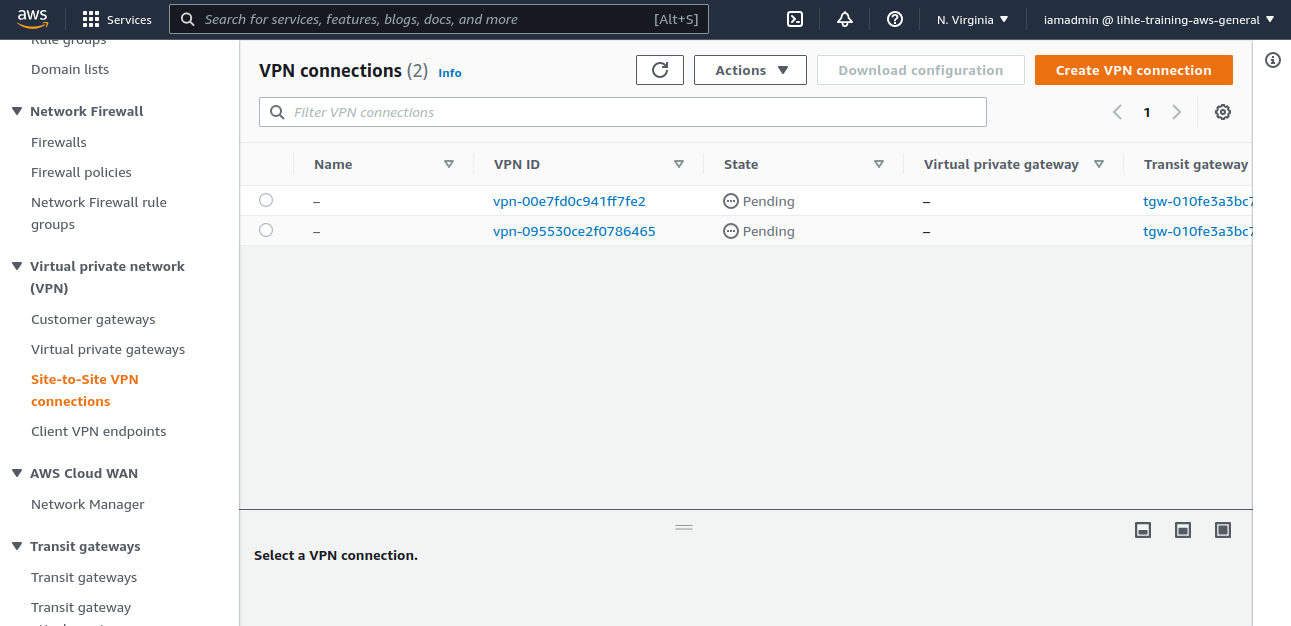 aws
Services
Search for services, features, blogs, docs, and more
[Alt+S]
N. Virginia
iamadmin @ lihle-training-aws-general
Rule groups
Domain lists
Network Firewall
Firewalls
Firewall policies
Network Firewall rule
groups
Virtual private network
(VPN)
Customer gateways
Virtual private gateways
Site-to-Site VPN
connections
Client VPN endpoints
AWS Cloud WAN
Network Manager
Transit gateways
Transit gateways
Transit gateway
VPN connections (2) Info
Actions
Download configuration
Create VPN connection
Filter VPN connections
1
Name VPN ID State Virtual private gateway Transit gateway
– vpn-00e7fd0c941ff7fe2 Pending – tgw-010fe3a3bc7
– vpn-095530ce2f0786465 Pending – tgw-010fe3a3bc7
Select a VPN connection.